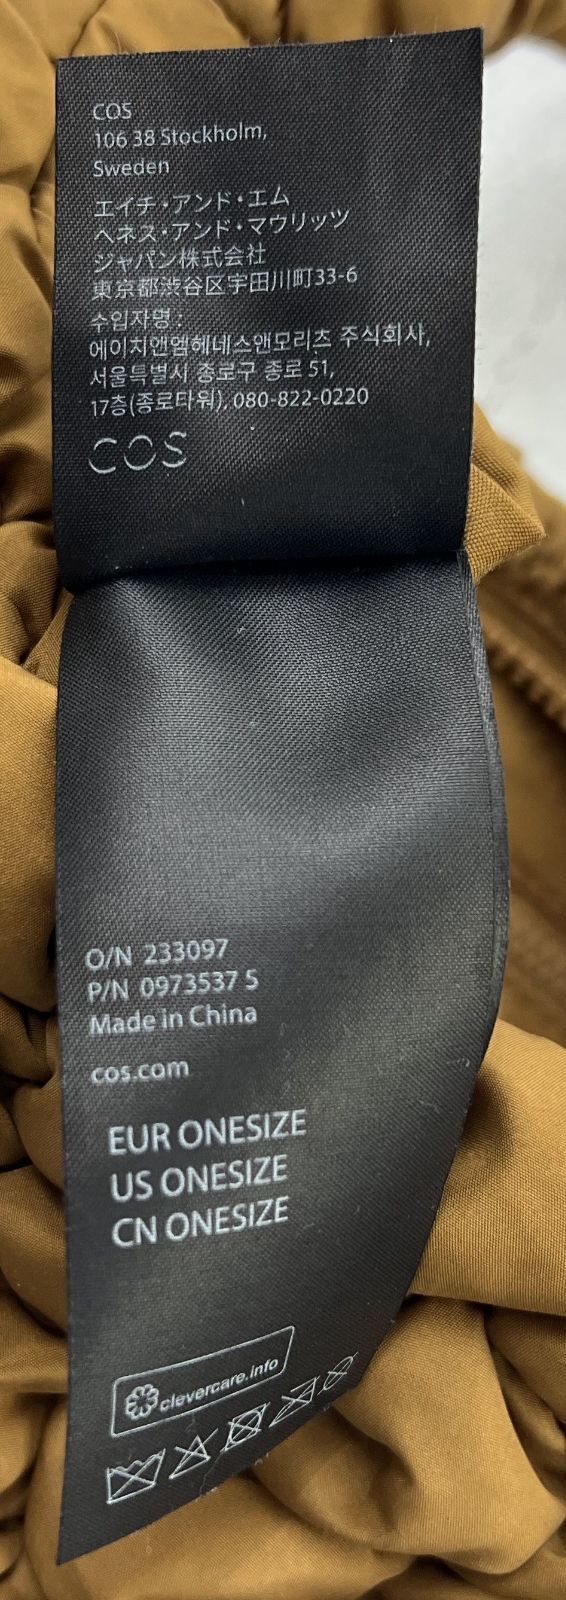 COS
106 38 Stockholm,
Sweden
エイチ・アンド・エム
ヘネス・アンド・マウリッツ
ジャパン株式会社
東京都渋谷区宇田川町33-6
수입자명 :
에이치앤엠헤네스앤모리츠 주식회사,
서울특별시 종로구 종로 51,
17층(종로타워), 080-822-0220
COS
O/N 233097
P/N 0973537 S
Made in China
cos.com
EUR ONESIZE
US ONESIZE
CN ONESIZE
clevercare.info